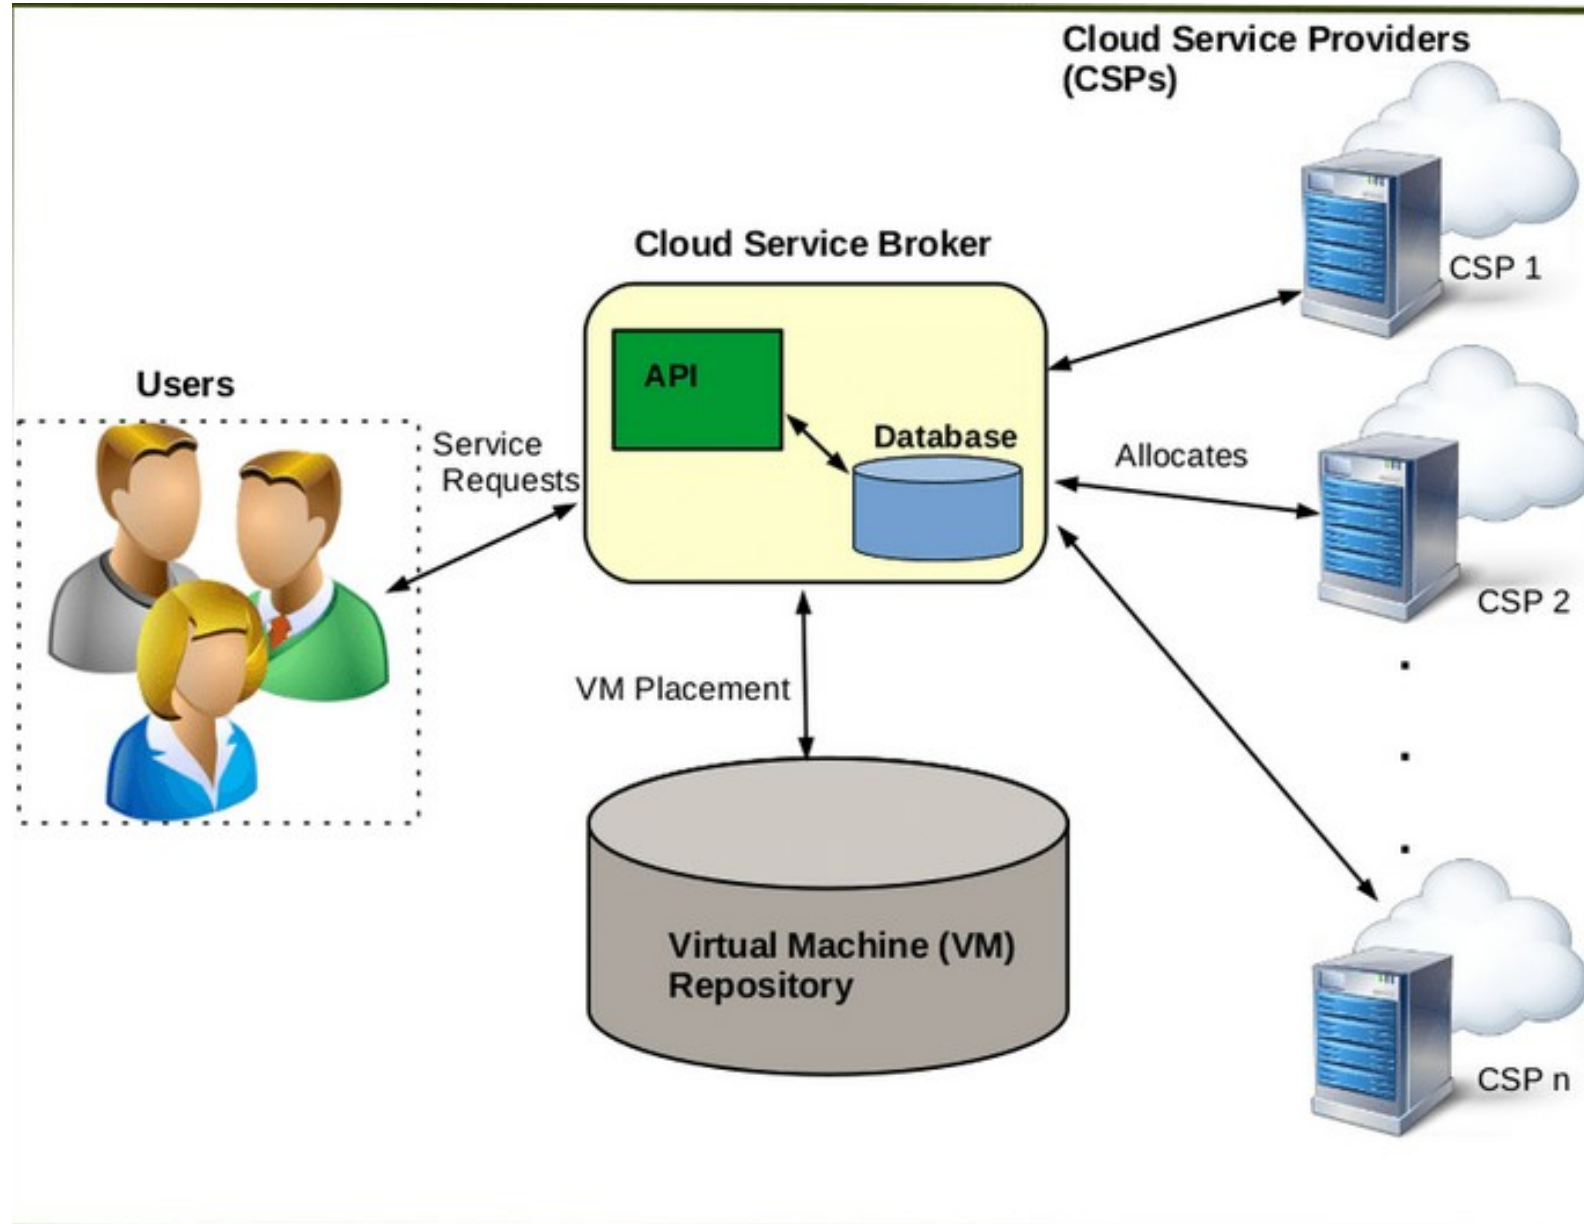 Cloud Service Providers
(CSPs)
CSP 1
Cloud Service Broker
API
Database
Users
Service
Requests
Allocates
CSP 2
VM Placement
Virtual Machine (VM)
Repository
CSP n